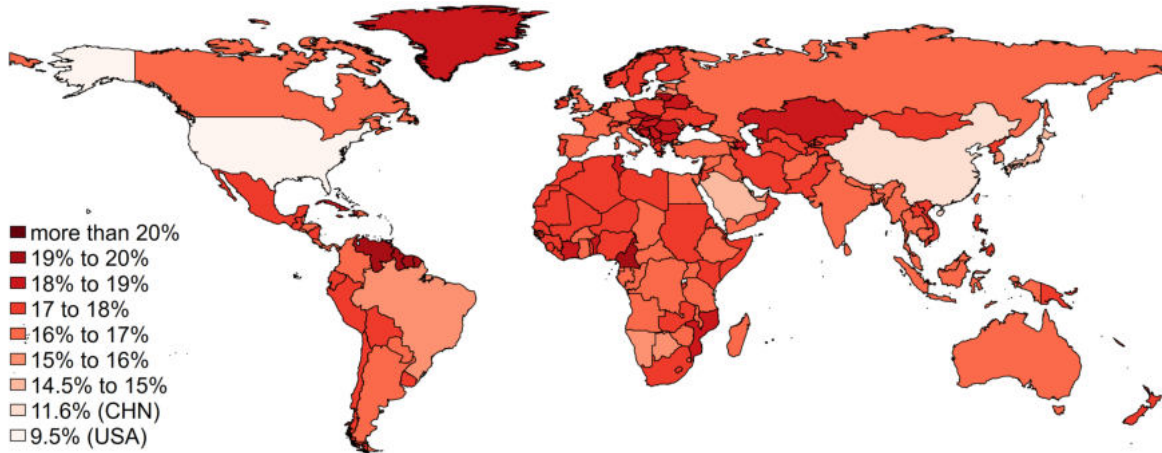 more than 20%
19% to 20%
18% to 19%
17 to 18%
16% to 17%
15% to 16%
14.5% to 15%
11.6% (CHN)
9.5% (USA)